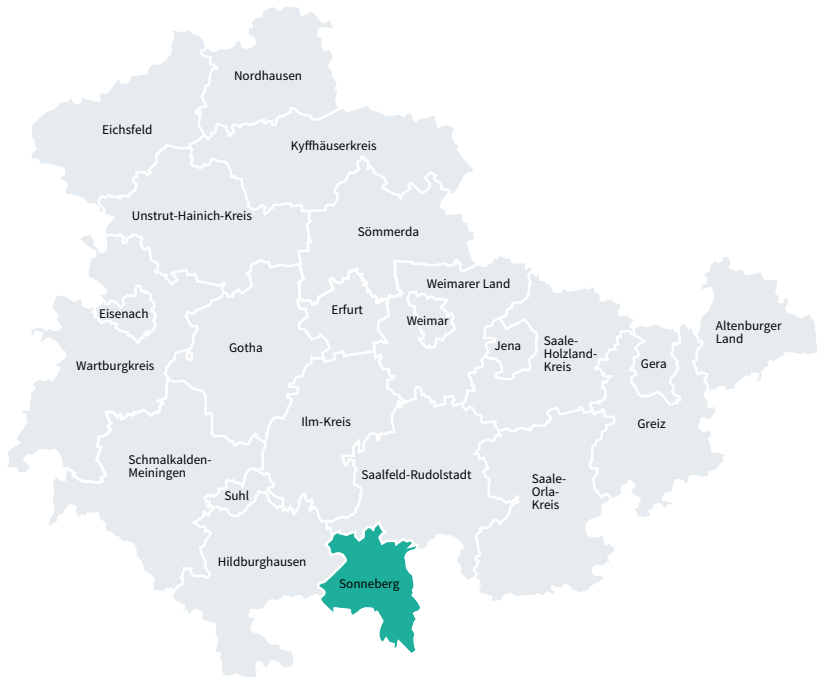 Nordhausen
Eichsfeld
Kyffhäuserkreis
Unstrut-Hainich-Kreis
Sömmerda
Weimarer Land
Eisenach
Erfurt
Weimar
Altenburger
Land
Gotha
Jena
Saale-
Holzland-
Kreis
Wartburgkreis
Gera
Ilm-Kreis
Greiz
Schmalkalden-
Meiningen
Saalfeld-Rudolstadt
Saale-
Orla-
Kreis
Suhl
Hildburghausen
Sonneberg